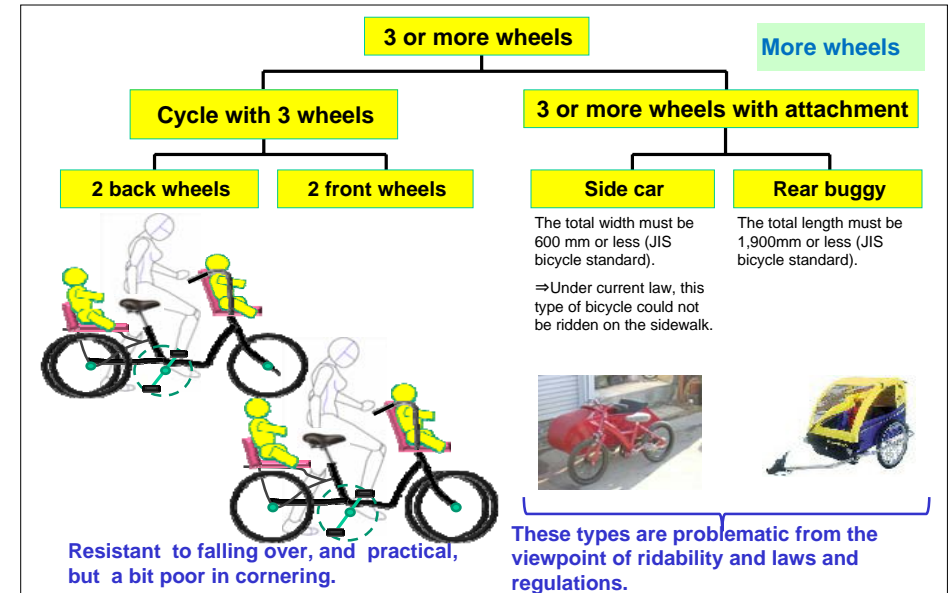 3 or more wheels
More wheels
Cycle with 3 wheels
3 or more wheels with attachment
2 back wheels
2 front wheels
Side car
Rear buggy
The total width must be
600 mm or less (JIS
bicycle standard).
⇒Under current law, this
type of bicycle could not
be ridden on the sidewalk.
The total length must be
1,900mm or less (JIS
bicycle standard).
Resistant to falling over, and practical,
but a bit poor in cornering.
These types are problematic from the
viewpoint of ridability and laws and
regulations.